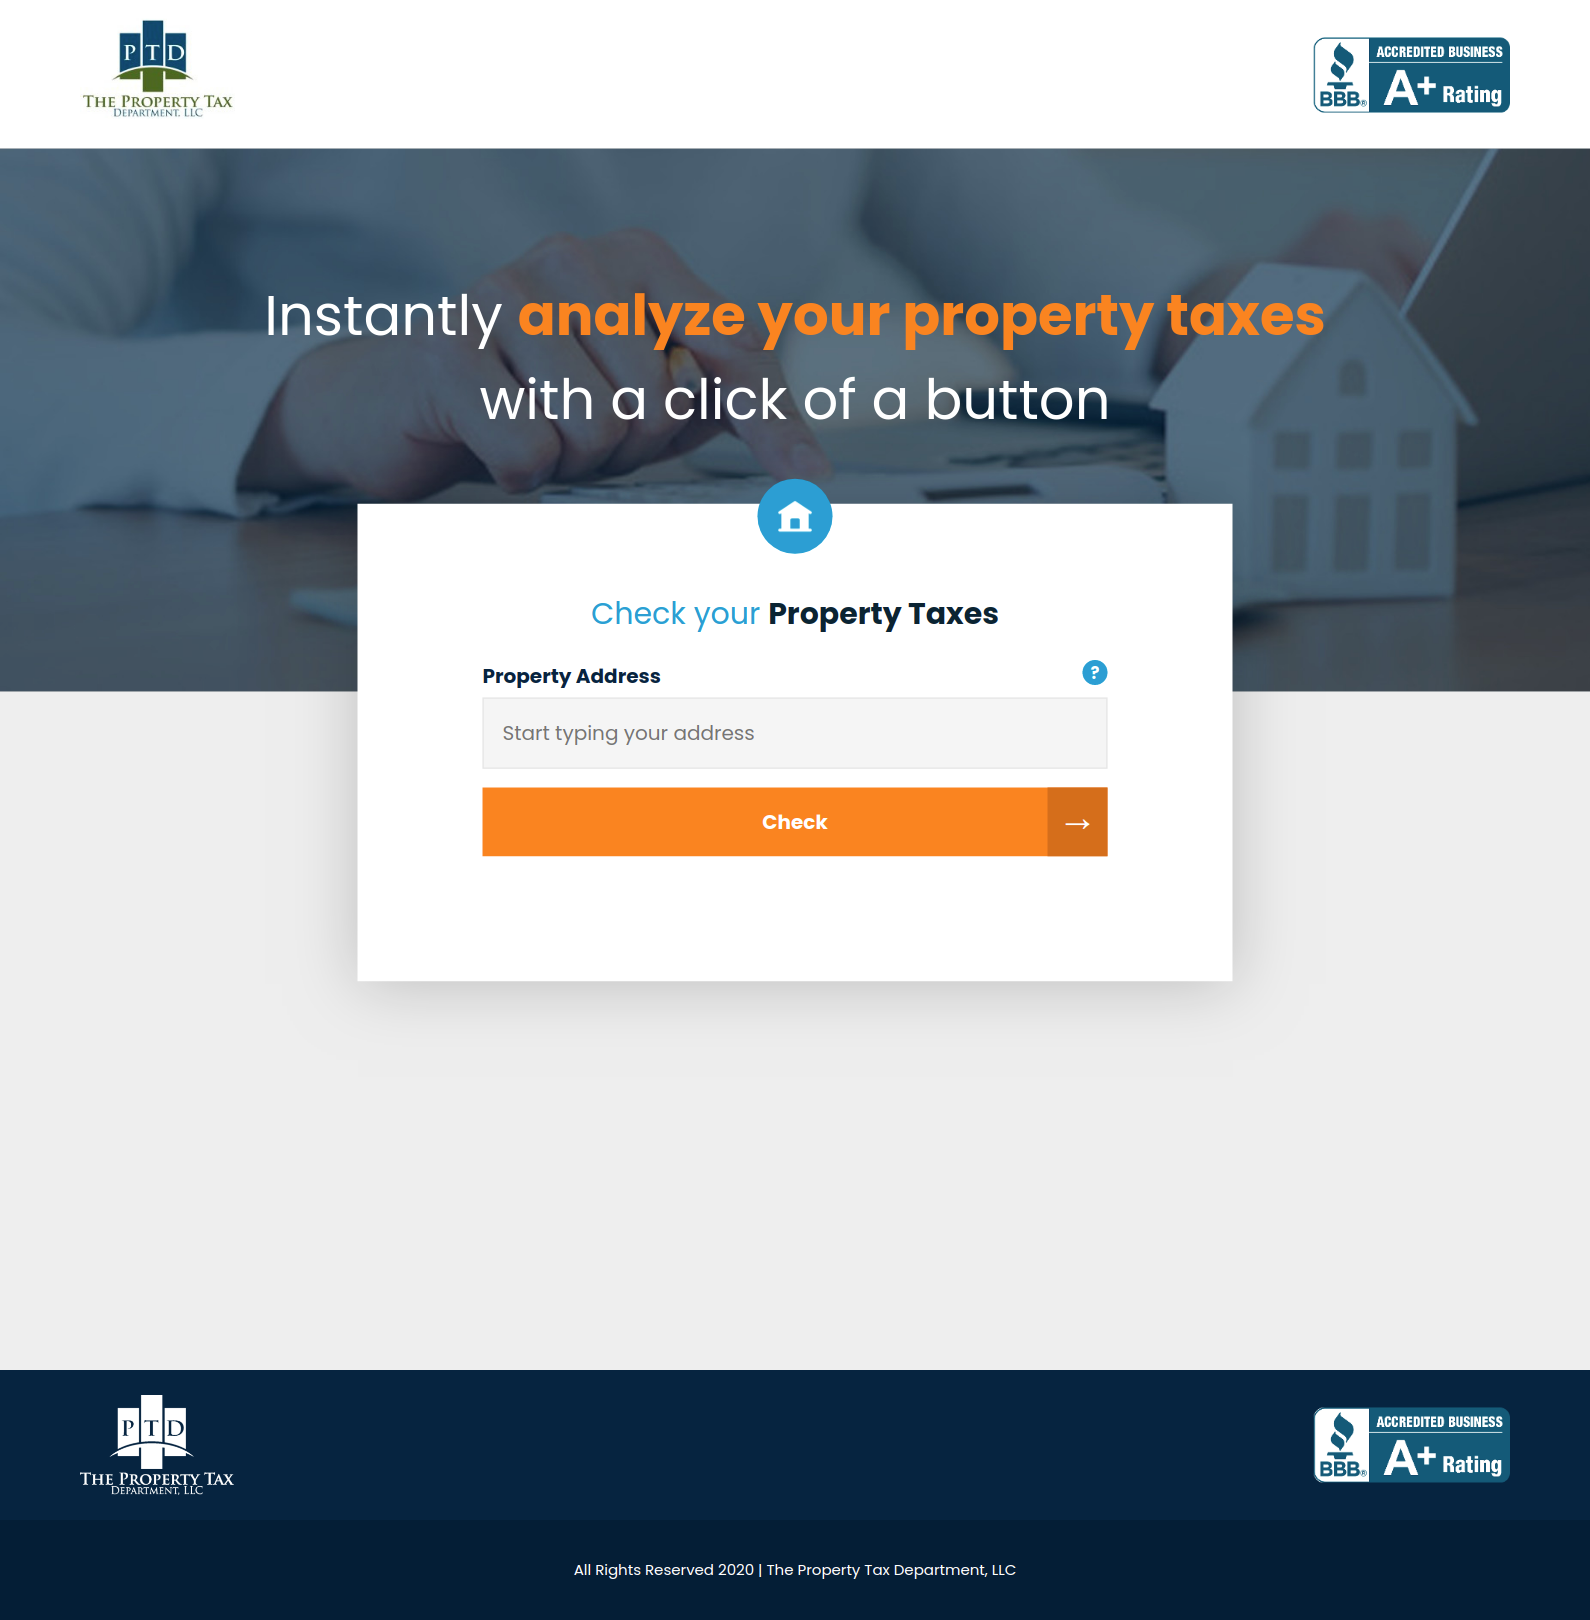 PTD
THE PROPERTY TAX
DEPARTMENT, LLC
BBB®
ACCREDITED BUSINESS
A+ Rating
Instantly analyze your property taxes
with a click of a button
Check your Property Taxes
Property Address
?
Start typing your address
Check →
PTD
THE PROPERTY TAX
DEPARTMENT, LLC
BBB®
ACCREDITED BUSINESS
A+ Rating
All Rights Reserved 2020 | The Property Tax Department, LLC